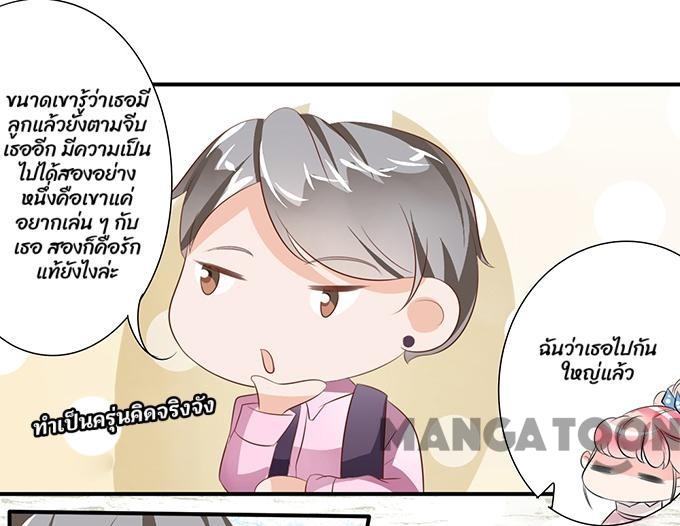 ขนาดเขารู้ว่าเธอมี
ลูกแล้วยังตามจีบ
เธออีก มีความเป็น
ไปได้สองอย่าง
หนึ่งคือเขาแค่
อยากเล่น ๆ กับ
เธอ สองก็คือรัก
แท้ยังไงล่ะ
ทำเป็นครุ่นคิดจริงจัง
ฉันว่าเธอไปกัน
ใหญ่แล้ว
MANGATOON